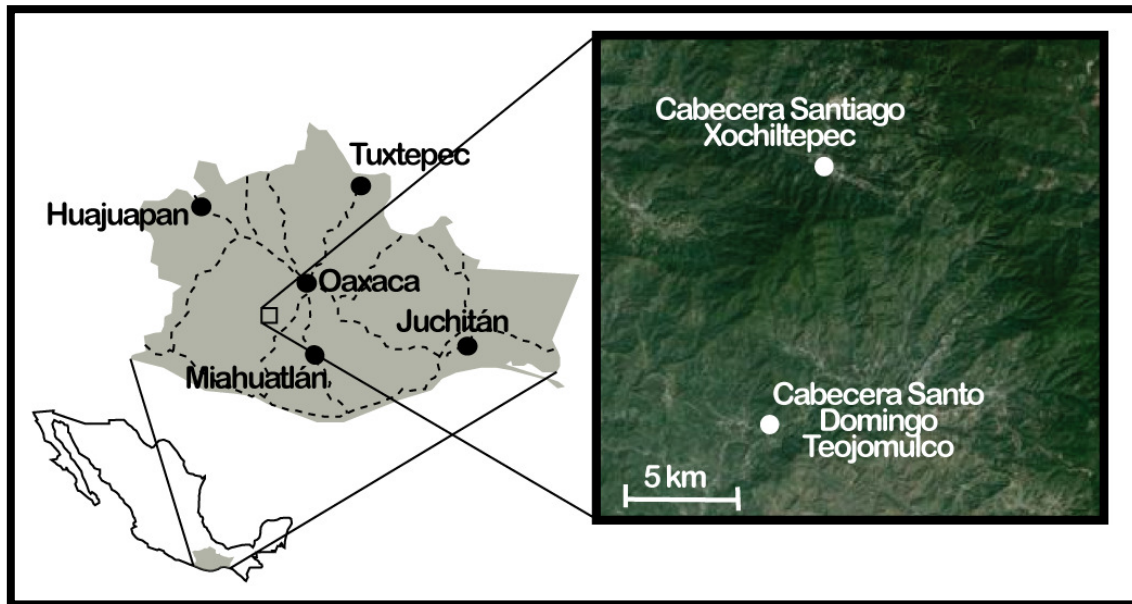 Tuxtepec
Huajuapan
Oaxaca
Juchitán
Miahuatlán
Cabecera Santiago
Xochiltepec
Cabecera Santo
Domingo
Teojomulco
5 km